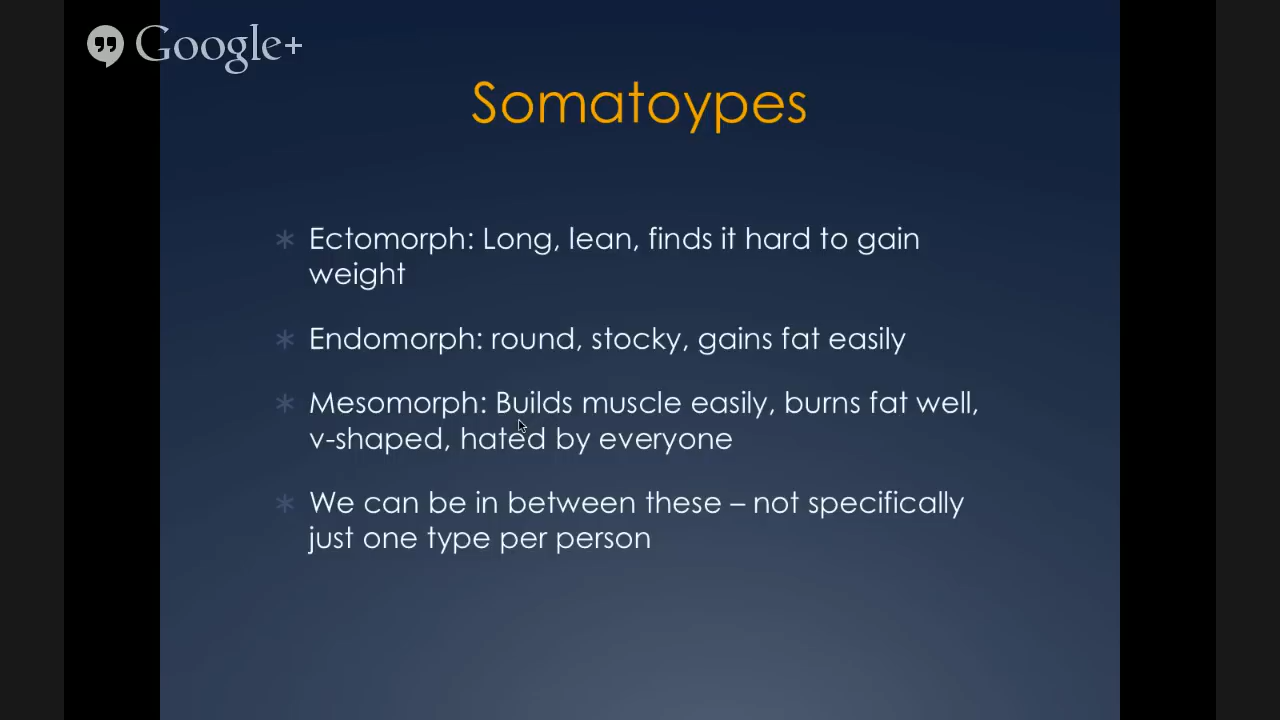 Google+
Somatoypes
* Ectomorph: Long, lean, finds it hard to gain
weight
* Endomorph: round, stocky, gains fat easily
* Mesomorph: Builds muscle easily, burns fat well,
v-shaped, hated by everyone
* We can be in between these – not specifically
just one type per person